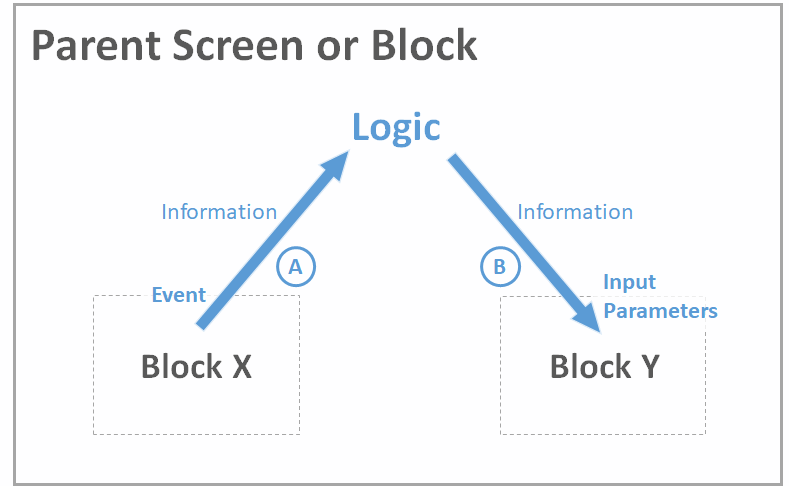 Parent Screen or Block
Logic
Information
Information
A
B
Event
Input
Parameters
Block X
Block Y